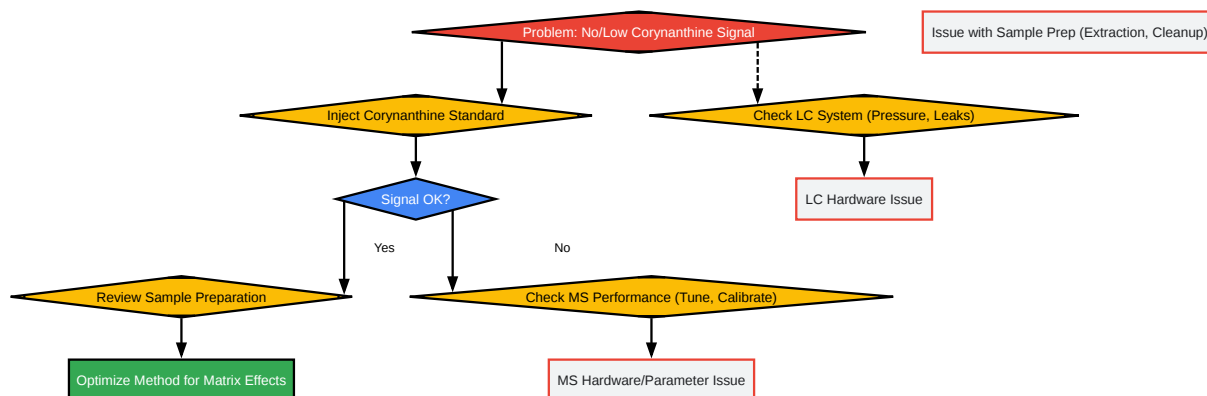 Problem: No/Low Corynanthine Signal
Issue with Sample Prep (Extraction, Cleanup)
Inject Corynanthine Standard
Check LC System (Pressure, Leaks)
Signal OK?
LC Hardware Issue
Yes
No
Review Sample Preparation
Check MS Performance (Tune, Calibrate)
Optimize Method for Matrix Effects
MS Hardware/Parameter Issue